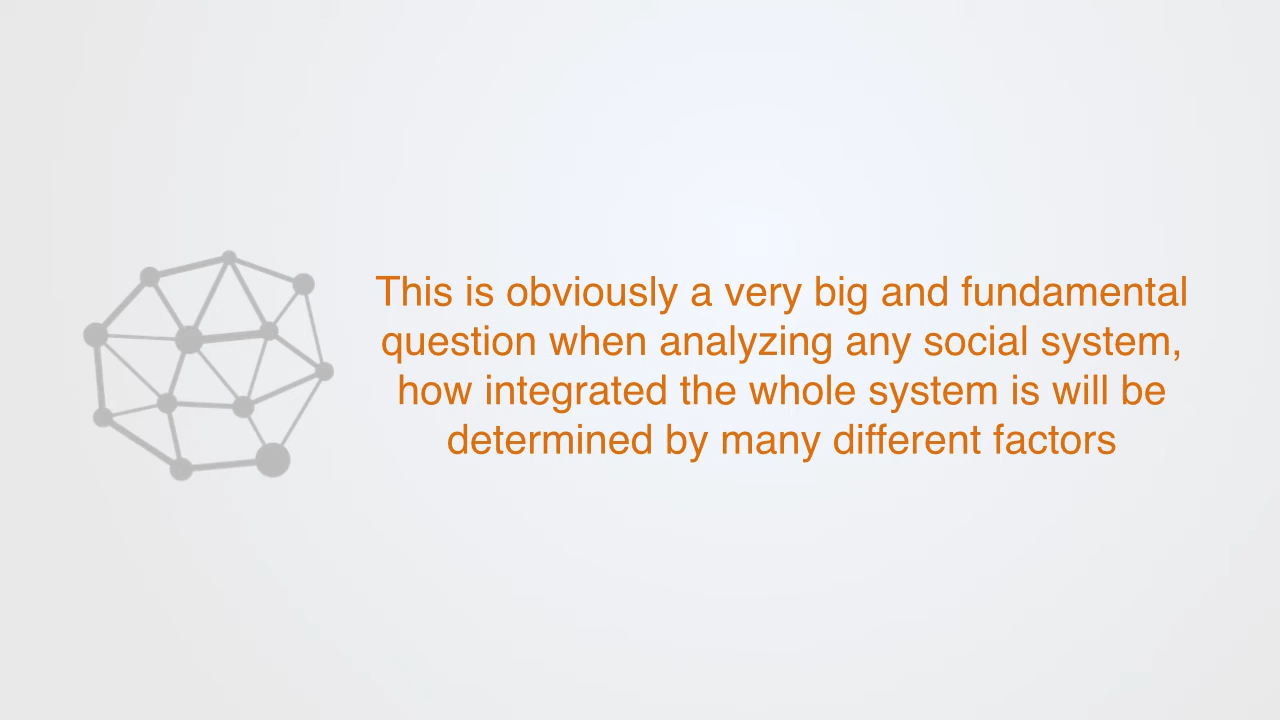 This is obviously a very big and fundamental
question when analyzing any social system,
how integrated the whole system is will be
determined by many different factors